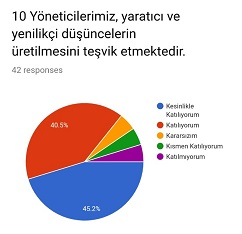 10 Yöneticilerimiz, yaratıcı ve
yenilikçi düşüncelerin
üretilmesini teşvik etmektedir.
42 responses
Kesinlikle
Katılıyorum
Katılıyorum
Kararsızım
Kısmen Katılıyorum
Katılmıyorum
40.5%
45.2%